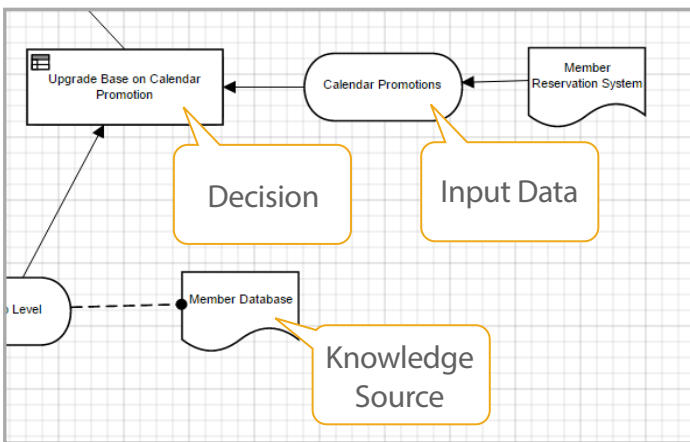 Upgrade Base on Calendar
Promotion
Calendar Promotions
Member
Reservation System
Decision
Input Data
Level
Member Database
Knowledge
Source